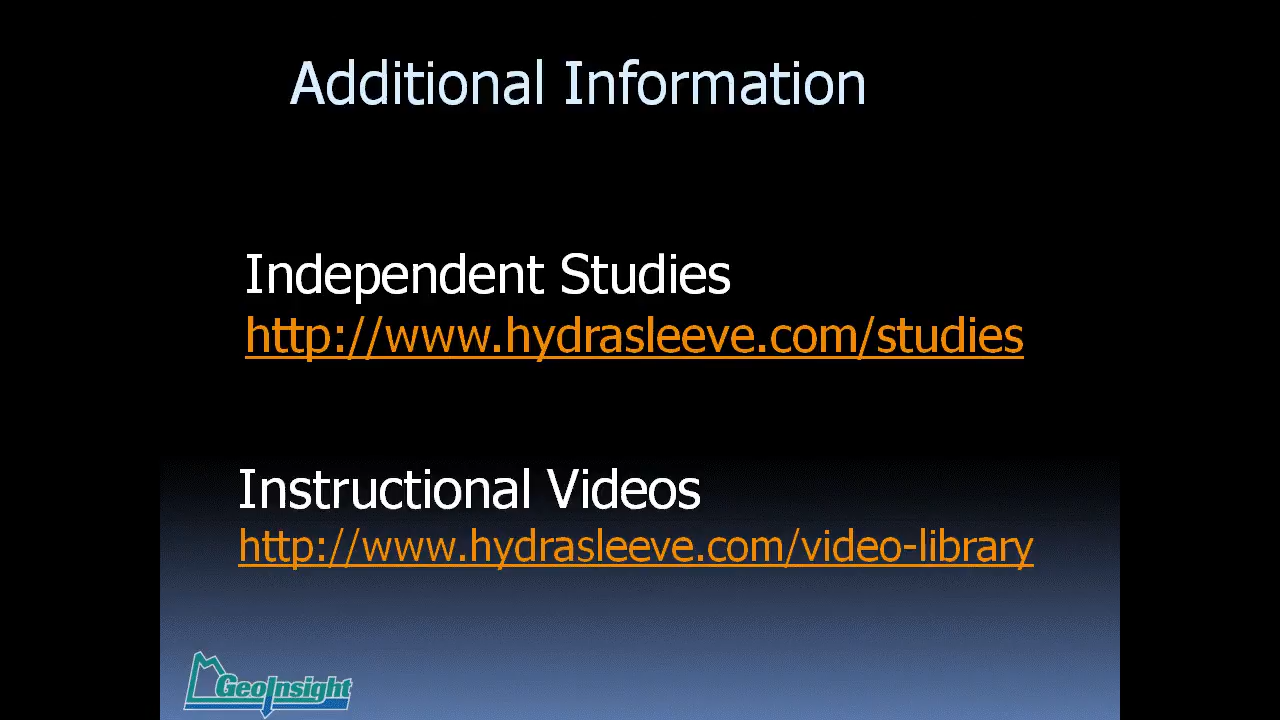 Additional Information
Independent Studies
http://www.hydrasleeve.com/studies
Instructional Videos
http://www.hydrasleeve.com/video-library
GeoInsight